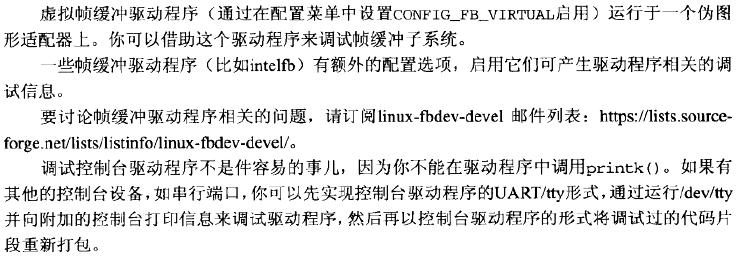 虚拟帧缓冲驱动程序（通过在配置菜单中设置CONFIG_FB_VIRTUAL启用）运行于一个伪图
形适配器上。你可以借助这个驱动程序来调试帧缓冲子系统。
一些帧缓冲驱动程序（比如intelfb）有额外的配置选项，启用它们可产生驱动程序相关的调
试信息。
要讨论帧缓冲驱动程序相关的问题，请订阅linux-fbdev-devel 邮件列表：https://lists.source-
forge.net/lists/listinfo/linux-fbdev-devel/。
调试控制台驱动程序不是件容易的事儿，因为你不能在驱动程序中调用printk()。如果有
其他的控制台设备，如串行端口，你可以先实现控制台驱动程序的UART/tty形式，通过运行/dev/tty
并向附加的控制台打印信息来调试驱动程序，然后再以控制台驱动程序的形式将调试过的代码片
段重新打包。